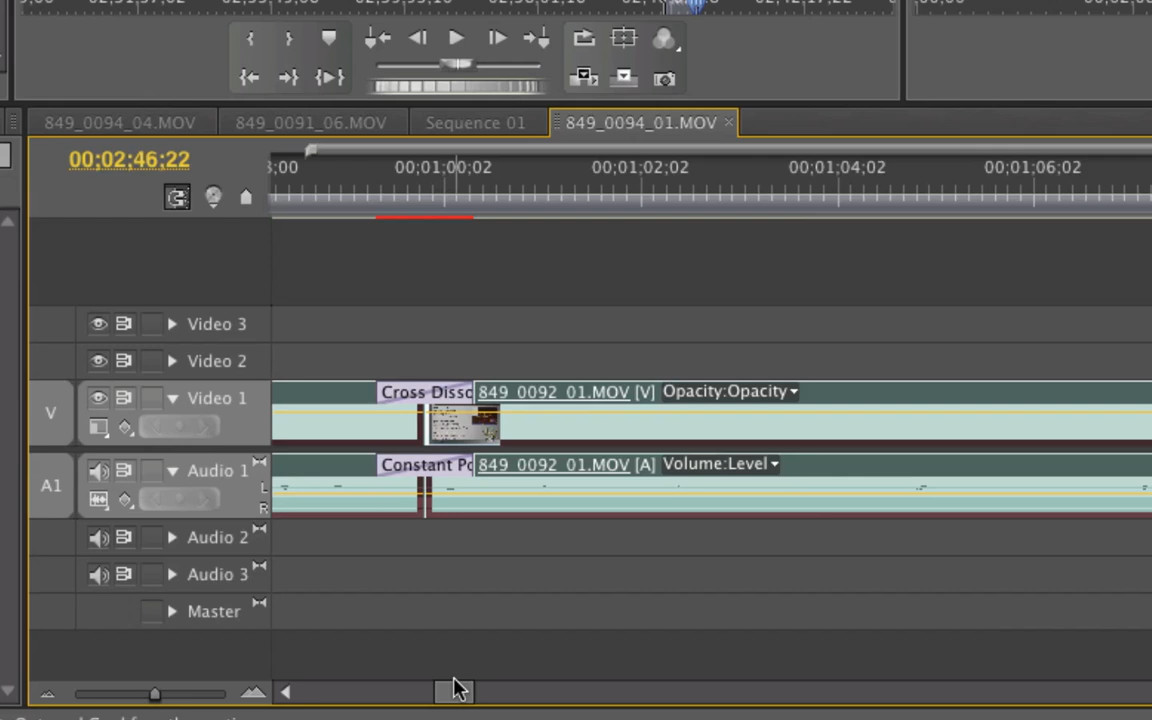 849_0094_04.MOV 849_0091_06.MOV Sequence 01 849_0094_01.MOV ×
00;02;46;22
3;00 00;01;00;02 00;01;02;02 00;01;04;02 00;01;06;02
Video 3
Video 2
V Video 1 Cross Disso 849_0092_01.MOV [V] Opacity:Opacity
A1 Audio 1 L R Constant Po 849_0092_01.MOV [A] Volume:Level
Audio 2
Audio 3
Master